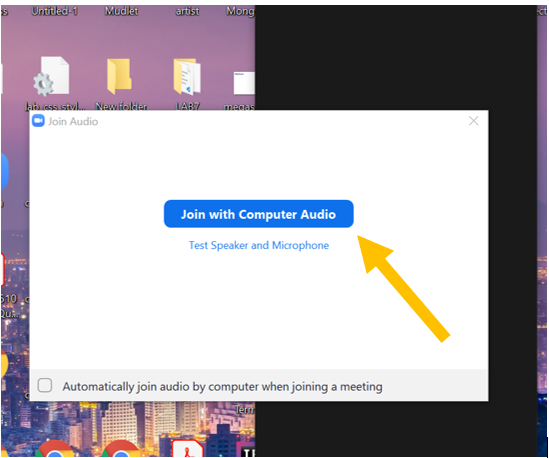 Untitled-1 Mudlet artist Mong
lab css styl... New folder LAB7 megas
Join Audio
Join with Computer Audio
Test Speaker and Microphone
Automatically join audio by computer when joining a meeting